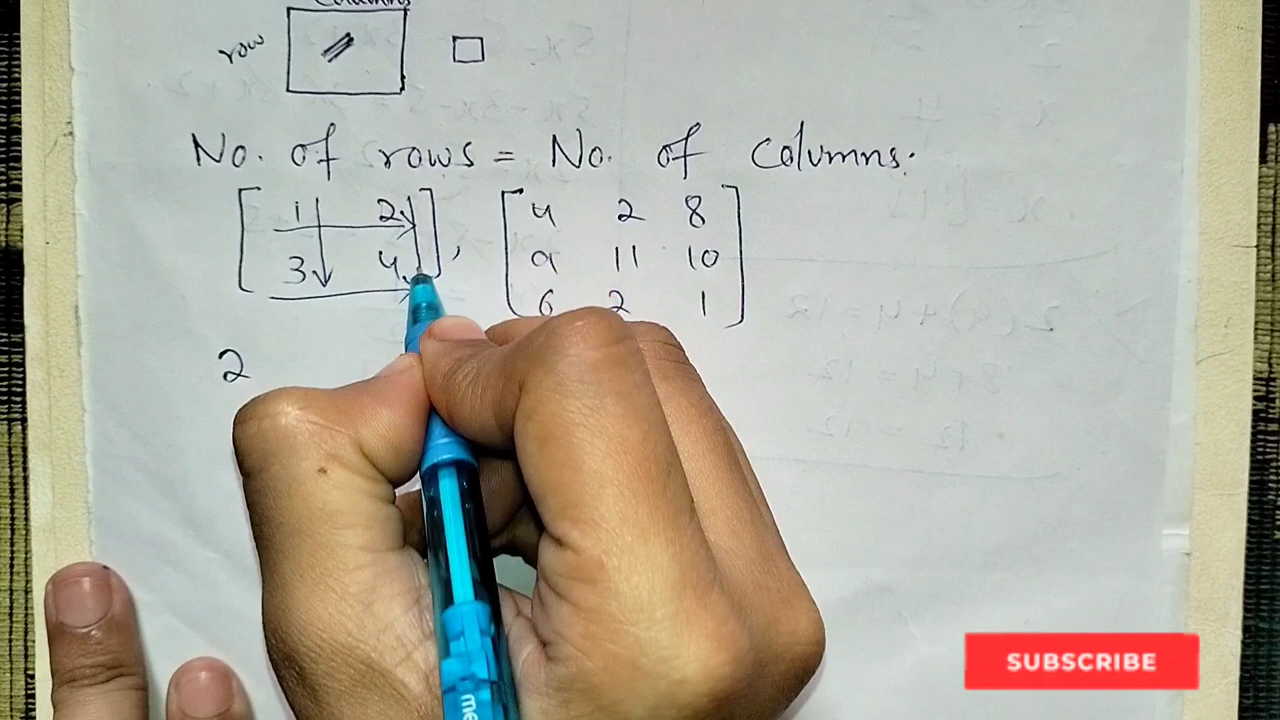 Columns
row
No. of rows = No. of Columns.
[ 1 2 ] , [ 4 2 8 ]
[ 3 4 ] [ 9 11 10 ]
[ 6 2 1 ]
2
SUBSCRIBE